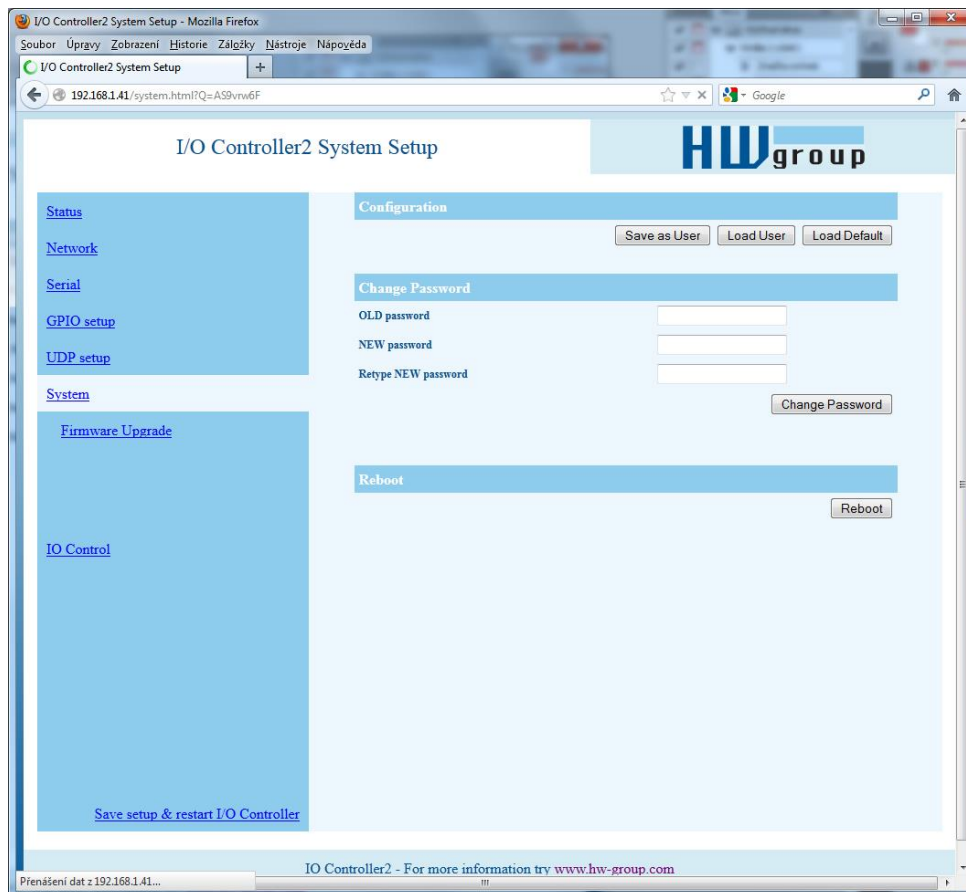 I/O Controller2 System Setup - Mozilla Firefox
Soubor Úpravy Zobrazení Historie Záložky Nástroje Nápověda
I/O Controller2 System Setup +
192.168.1.41/system.html?Q=AS9vrw6F Google
I/O Controller2 System Setup
HWgroup
Status
Network
Serial
GPIO setup
UDP setup
System
Firmware Upgrade
IO Control
Save setup & restart I/O Controller
Configuration
Save as User Load User Load Default
Change Password
OLD password
NEW password
Retype NEW password
Change Password
Reboot
Reboot
IO Controller2 - For more information try www.hw-group.com
Přenášení dat z 192.168.1.41...